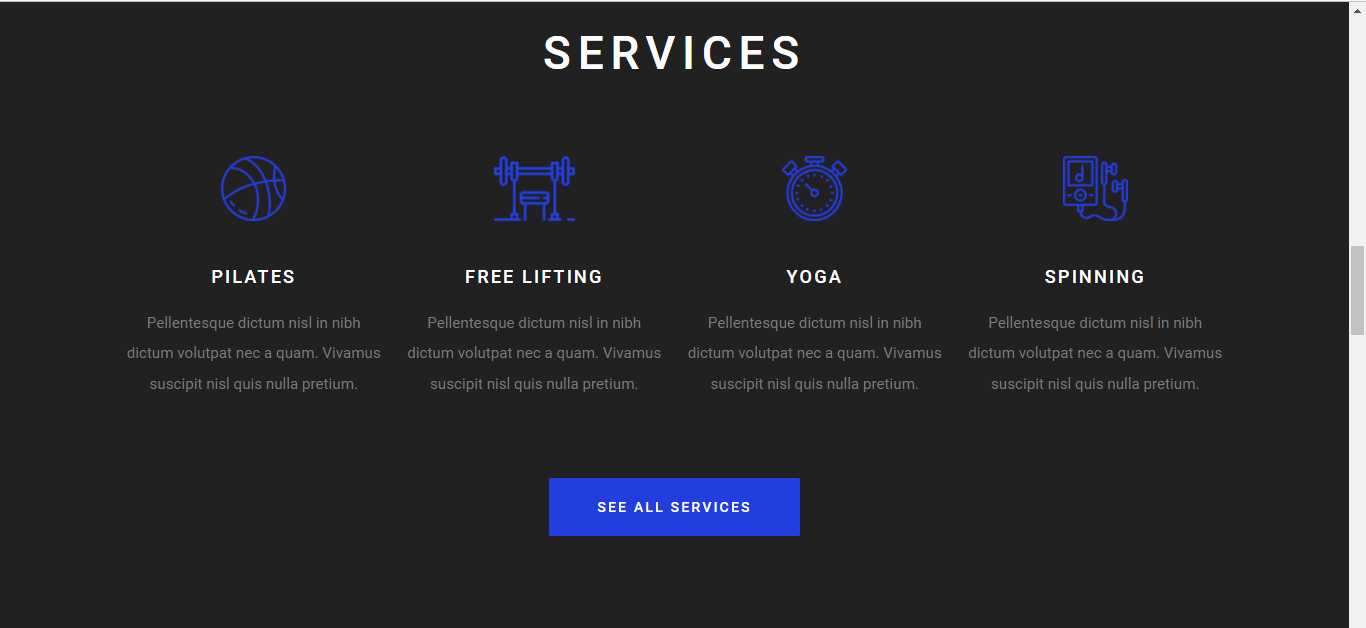 SERVICES
PILATES
Pellentesque dictum nisl in nibh
dictum volutpat nec a quam. Vivamus
suscipit nisl quis nulla pretium.
FREE LIFTING
Pellentesque dictum nisl in nibh
dictum volutpat nec a quam. Vivamus
suscipit nisl quis nulla pretium.
YOGA
Pellentesque dictum nisl in nibh
dictum volutpat nec a quam. Vivamus
suscipit nisl quis nulla pretium.
SPINNING
Pellentesque dictum nisl in nibh
dictum volutpat nec a quam. Vivamus
suscipit nisl quis nulla pretium.
SEE ALL SERVICES